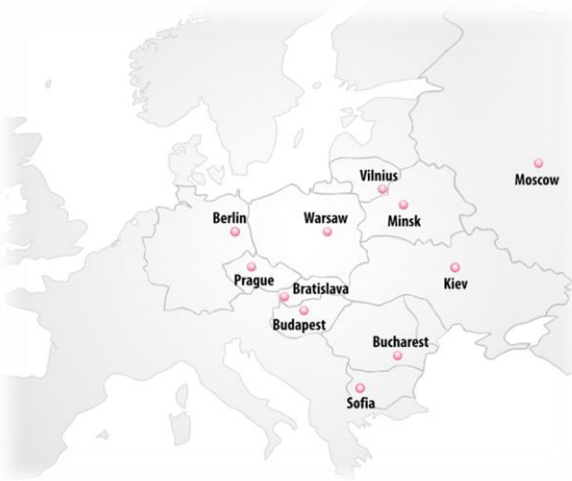 Vilnius
Moscow
Minsk
Berlin
Warsaw
Prague
Kiev
Bratislava
Budapest
Bucharest
Sofia